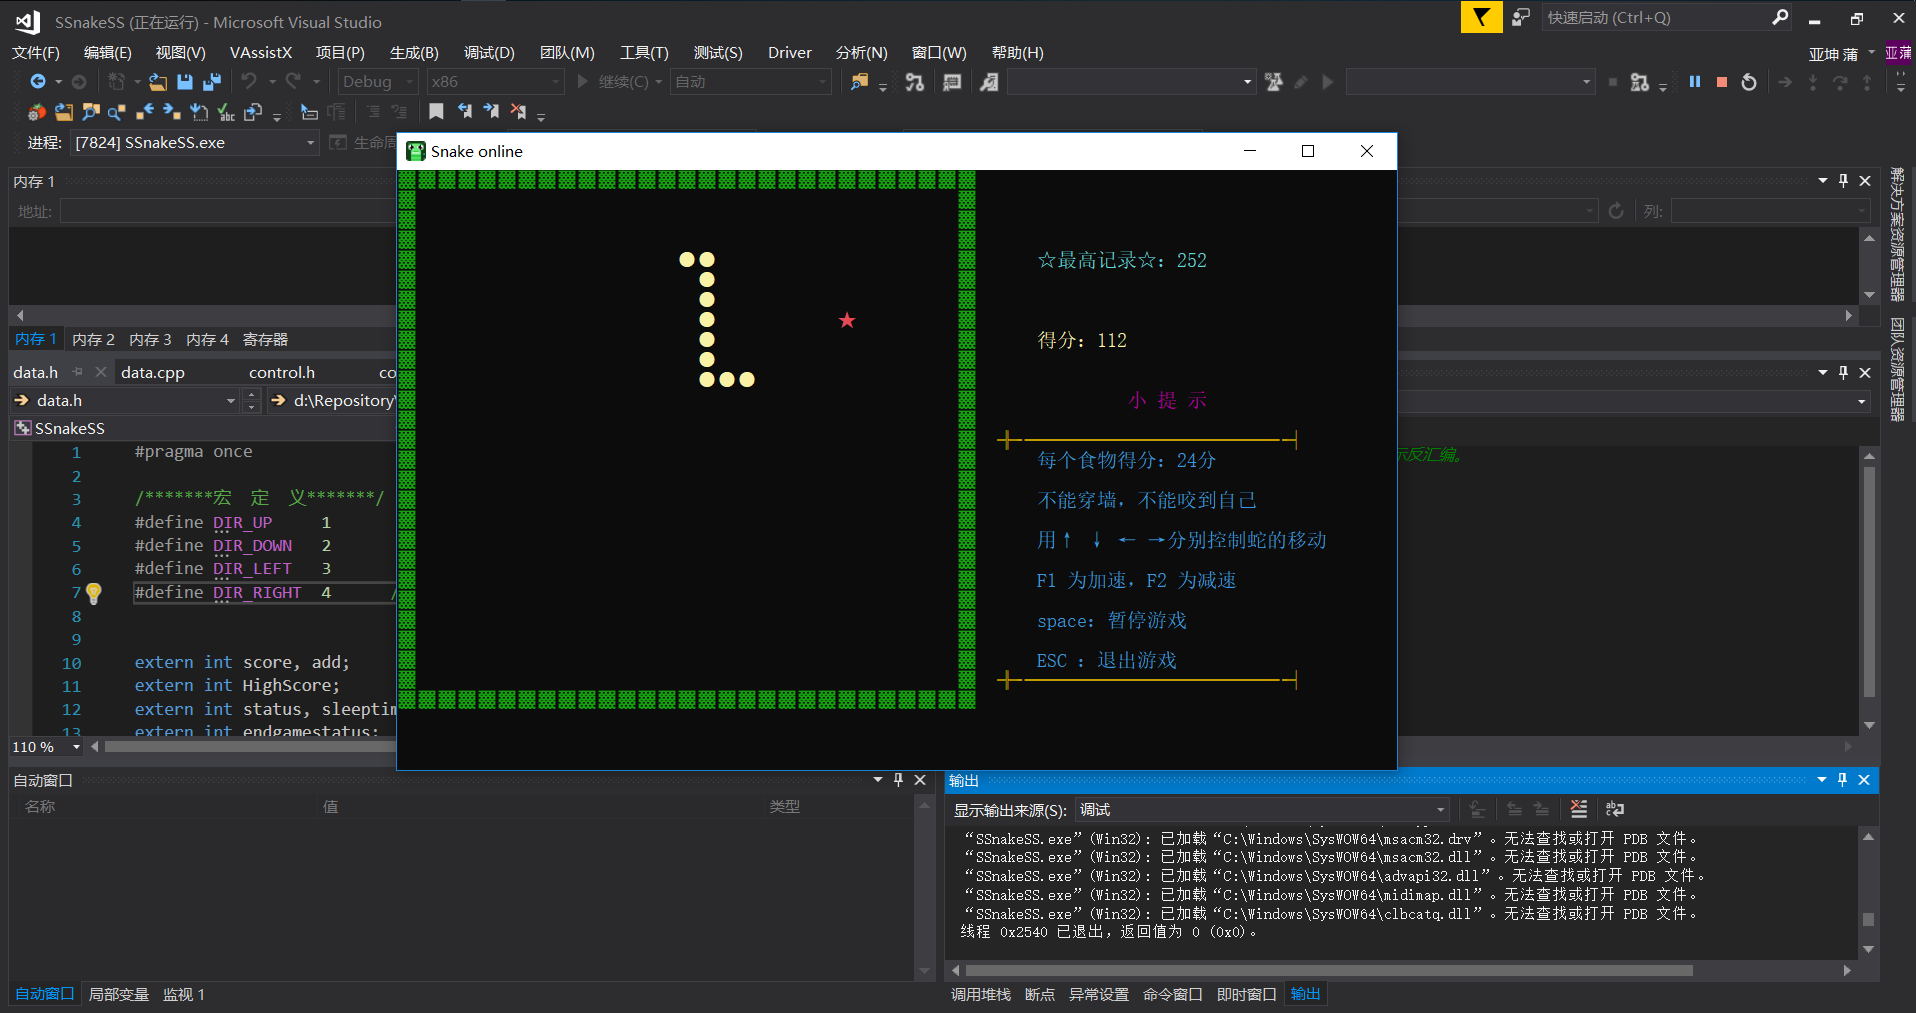 SSnakeSS (正在运行) - Microsoft Visual Studio
快速启动 (Ctrl+Q)
文件(F) 编辑(E) 视图(V) VAssistX 项目(P) 生成(B) 调试(D) 团队(M) 工具(T) 测试(S) Driver 分析(N) 窗口(W) 帮助(H)
亚坤 蒲
亚蒲
Debug x86 继续(C) 自动
进程: [7824] SSnakeSS.exe 生命周
Snake online
内存 1
地址:
列:
内存 1 内存 2 内存 3 内存 4 寄存器
解决方案资源管理器
团队资源管理器
☆最高记录☆: 252
得分: 112
小 提 示
每个食物得分: 24分
不能穿墙, 不能咬到自己
用↑ ↓ ← →分别控制蛇的移动
F1 为加速, F2 为减速
space: 暂停游戏
ESC : 退出游戏
data.h data.cpp control.h co
data.h d:\Repository\
SSnakeSS
示反汇编。
1 #pragma once
2
3 /*******宏 定 义*******/
4 #define DIR_UP 1
5 #define DIR_DOWN 2
6 #define DIR_LEFT 3
7 #define DIR_RIGHT 4 /
8
9
10 extern int score, add;
11 extern int HighScore;
12 extern int status, sleeptim
13 extern int endgamestatus;
110 %
自动窗口
名称 值 类型
自动窗口 局部变量 监视 1
输出
显示输出来源(S): 调试
“SSnakeSS.exe”(Win32): 已加载“C:\Windows\SysWOW64\msacm32.drv”。无法查找或打开 PDB 文件。
“SSnakeSS.exe”(Win32): 已加载“C:\Windows\SysWOW64\msacm32.dll”。无法查找或打开 PDB 文件。
“SSnakeSS.exe”(Win32): 已加载“C:\Windows\SysWOW64\advapi32.dll”。无法查找或打开 PDB 文件。
“SSnakeSS.exe”(Win32): 已加载“C:\Windows\SysWOW64\midimap.dll”。无法查找或打开 PDB 文件。
“SSnakeSS.exe”(Win32): 已加载“C:\Windows\SysWOW64\clbcatq.dll”。无法查找或打开 PDB 文件。
线程 0x2540 已退出,返回值为 0 (0x0)。
调用堆栈 断点 异常设置 命令窗口 即时窗口 输出